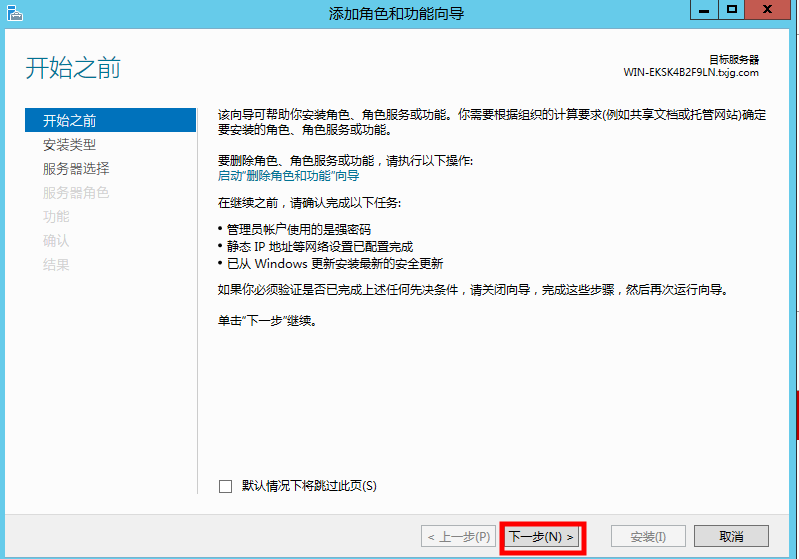 添加角色和功能向导
开始之前
目标服务器
WIN-EKSK4B2F9LN.txjg.com
开始之前
安装类型
服务器选择
服务器角色
功能
确认
结果
该向导可帮助你安装角色、角色服务或功能。你需要根据组织的计算要求(例如共享文档或托管网站)确定
要安装的角色、角色服务或功能。
要删除角色、角色服务或功能，请执行以下操作:
启动"删除角色和功能"向导
在继续之前，请确认完成以下任务:
• 管理员帐户使用的是强密码
• 静态 IP 地址等网络设置已配置完成
• 已从 Windows 更新安装最新的安全更新
如果你必须验证是否已完成上述任何先决条件，请关闭向导，完成这些步骤，然后再次运行向导。
单击"下一步"继续。
默认情况下将跳过此页(S)
< 上一步(P)
下一步(N) >
安装(I)
取消